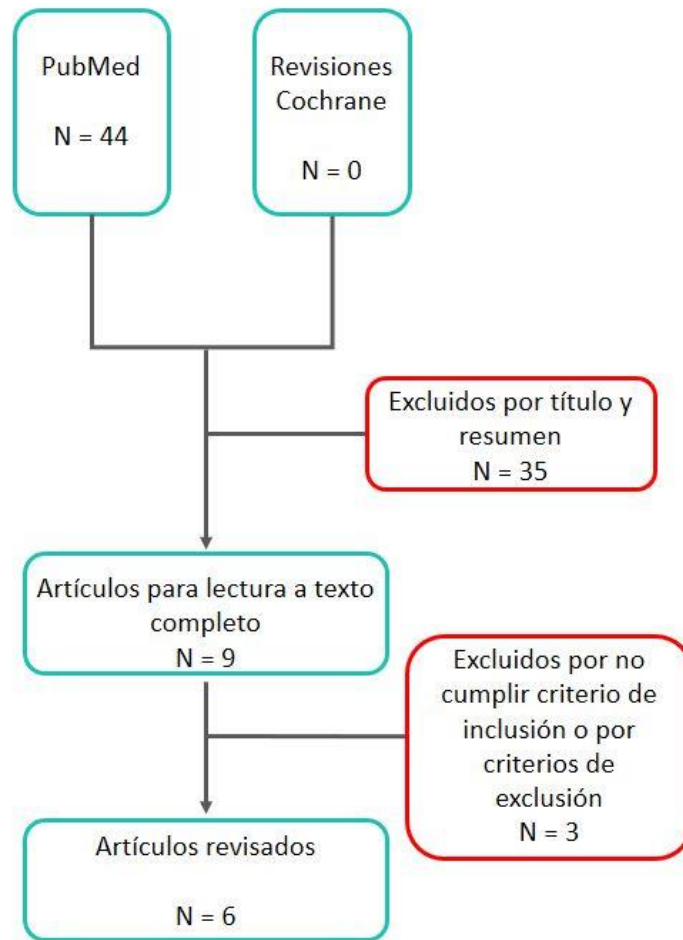 PubMed
N = 44
Revisiones
Cochrane
N = 0
Excluidos por título y
resumen
N = 35
Artículos para lectura a texto
completo
N = 9
Excluidos por no
cumplir criterio de
inclusión o por
criterios de
exclusión
N = 3
Artículos revisados
N = 6